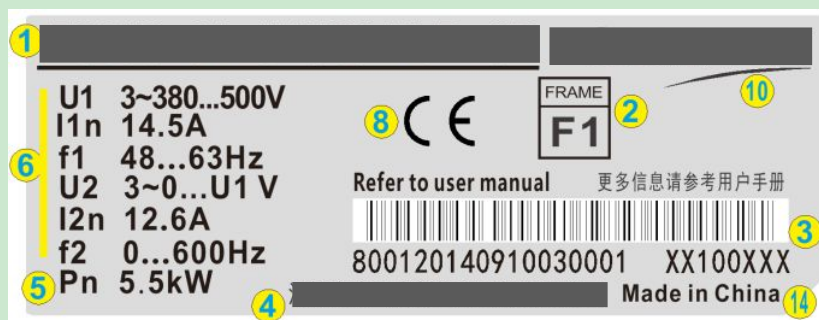 1
10
U1 3~380...500V
I1n 14.5A
f1 48...63Hz
U2 3~0...U1 V
I2n 12.6A
f2 0...600Hz
Pn 5.5kW
6
5
8
CE
FRAME
F1
2
Refer to user manual 更多信息请参考用户手册
3
800120140910030001 XX100XXX
4
Made in China
14